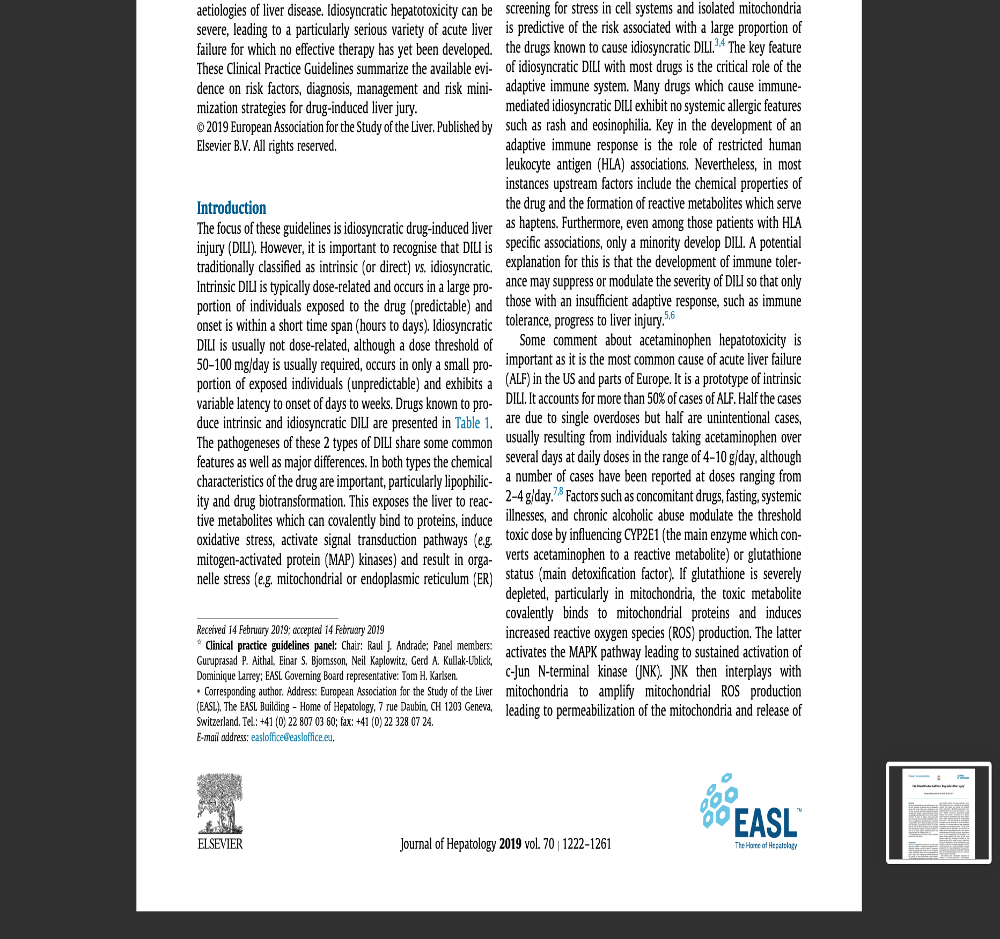 aetiologies of liver disease. Idiosyncratic hepatotoxicity can be
severe, leading to a particularly serious variety of acute liver
failure for which no effective therapy has yet been developed.
These Clinical Practice Guidelines summarize the available evi-
dence on risk factors, diagnosis, management and risk mini-
mization strategies for drug-induced liver jury.
© 2019 European Association for the Study of the Liver. Published by
Elsevier B.V. All rights reserved.
Introduction
The focus of these guidelines is idiosyncratic drug-induced liver
injury (DILI). However, it is important to recognise that DILI is
traditionally classified as intrinsic (or direct) vs. idiosyncratic.
Intrinsic DILI is typically dose-related and occurs in a large pro-
portion of individuals exposed to the drug (predictable) and
onset is within a short time span (hours to days). Idiosyncratic
DILI is usually not dose-related, although a dose threshold of
50–100 mg/day is usually required, occurs in only a small pro-
portion of exposed individuals (unpredictable) and exhibits a
variable latency to onset of days to weeks. Drugs known to pro-
duce intrinsic and idiosyncratic DILI are presented in Table 1.
The pathogeneses of these 2 types of DILI share some common
features as well as major differences. In both types the chemical
characteristics of the drug are important, particularly lipophilic-
ity and drug biotransformation. This exposes the liver to reac-
tive metabolites which can covalently bind to proteins, induce
oxidative stress, activate signal transduction pathways (e.g.
mitogen-activated protein (MAP) kinases) and result in orga-
nelle stress (e.g. mitochondrial or endoplasmic reticulum (ER)
Received 14 February 2019; accepted 14 February 2019
☆ Clinical practice guidelines panel: Chair: Raul J. Andrade; Panel members:
Guruprasad P. Aithal, Einar S. Bjornsson, Neil Kaplowitz, Gerd A. Kullak-Ublick,
Dominique Larrey; EASL Governing Board representative: Tom H. Karlsen.
* Corresponding author. Address: European Association for the Study of the Liver
(EASL), The EASL Building – Home of Hepatology, 7 rue Daubin, CH 1203 Geneva,
Switzerland. Tel.: +41 (0) 22 807 03 60; fax: +41 (0) 22 328 07 24.
E-mail address: easloffice@easloffice.eu.
screening for stress in cell systems and isolated mitochondria
is predictive of the risk associated with a large proportion of
the drugs known to cause idiosyncratic DILI.3,4 The key feature
of idiosyncratic DILI with most drugs is the critical role of the
adaptive immune system. Many drugs which cause immune-
mediated idiosyncratic DILI exhibit no systemic allergic features
such as rash and eosinophilia. Key in the development of an
adaptive immune response is the role of restricted human
leukocyte antigen (HLA) associations. Nevertheless, in most
instances upstream factors include the chemical properties of
the drug and the formation of reactive metabolites which serve
as haptens. Furthermore, even among those patients with HLA
specific associations, only a minority develop DILI. A potential
explanation for this is that the development of immune toler-
ance may suppress or modulate the severity of DILI so that only
those with an insufficient adaptive response, such as immune
tolerance, progress to liver injury.5,6
Some comment about acetaminophen hepatotoxicity is
important as it is the most common cause of acute liver failure
(ALF) in the US and parts of Europe. It is a prototype of intrinsic
DILI. It accounts for more than 50% of cases of ALF. Half the cases
are due to single overdoses but half are unintentional cases,
usually resulting from individuals taking acetaminophen over
several days at daily doses in the range of 4–10 g/day, although
a number of cases have been reported at doses ranging from
2–4 g/day.7,8 Factors such as concomitant drugs, fasting, systemic
illnesses, and chronic alcoholic abuse modulate the threshold
toxic dose by influencing CYP2E1 (the main enzyme which con-
verts acetaminophen to a reactive metabolite) or glutathione
status (main detoxification factor). If glutathione is severely
depleted, particularly in mitochondria, the toxic metabolite
covalently binds to mitochondrial proteins and induces
increased reactive oxygen species (ROS) production. The latter
activates the MAPK pathway leading to sustained activation of
c-Jun N-terminal kinase (JNK). JNK then interplays with
mitochondria to amplify mitochondrial ROS production
leading to permeabilization of the mitochondria and release of
ELSEVIER
Journal of Hepatology 2019 vol. 70 | 1222–1261
EASL™
The Home of Hepatology
Clinical Practice Guidelines
JOURNAL OF HEPATOLOGY
EASL Clinical Practice Guidelines: Drug-induced liver injury